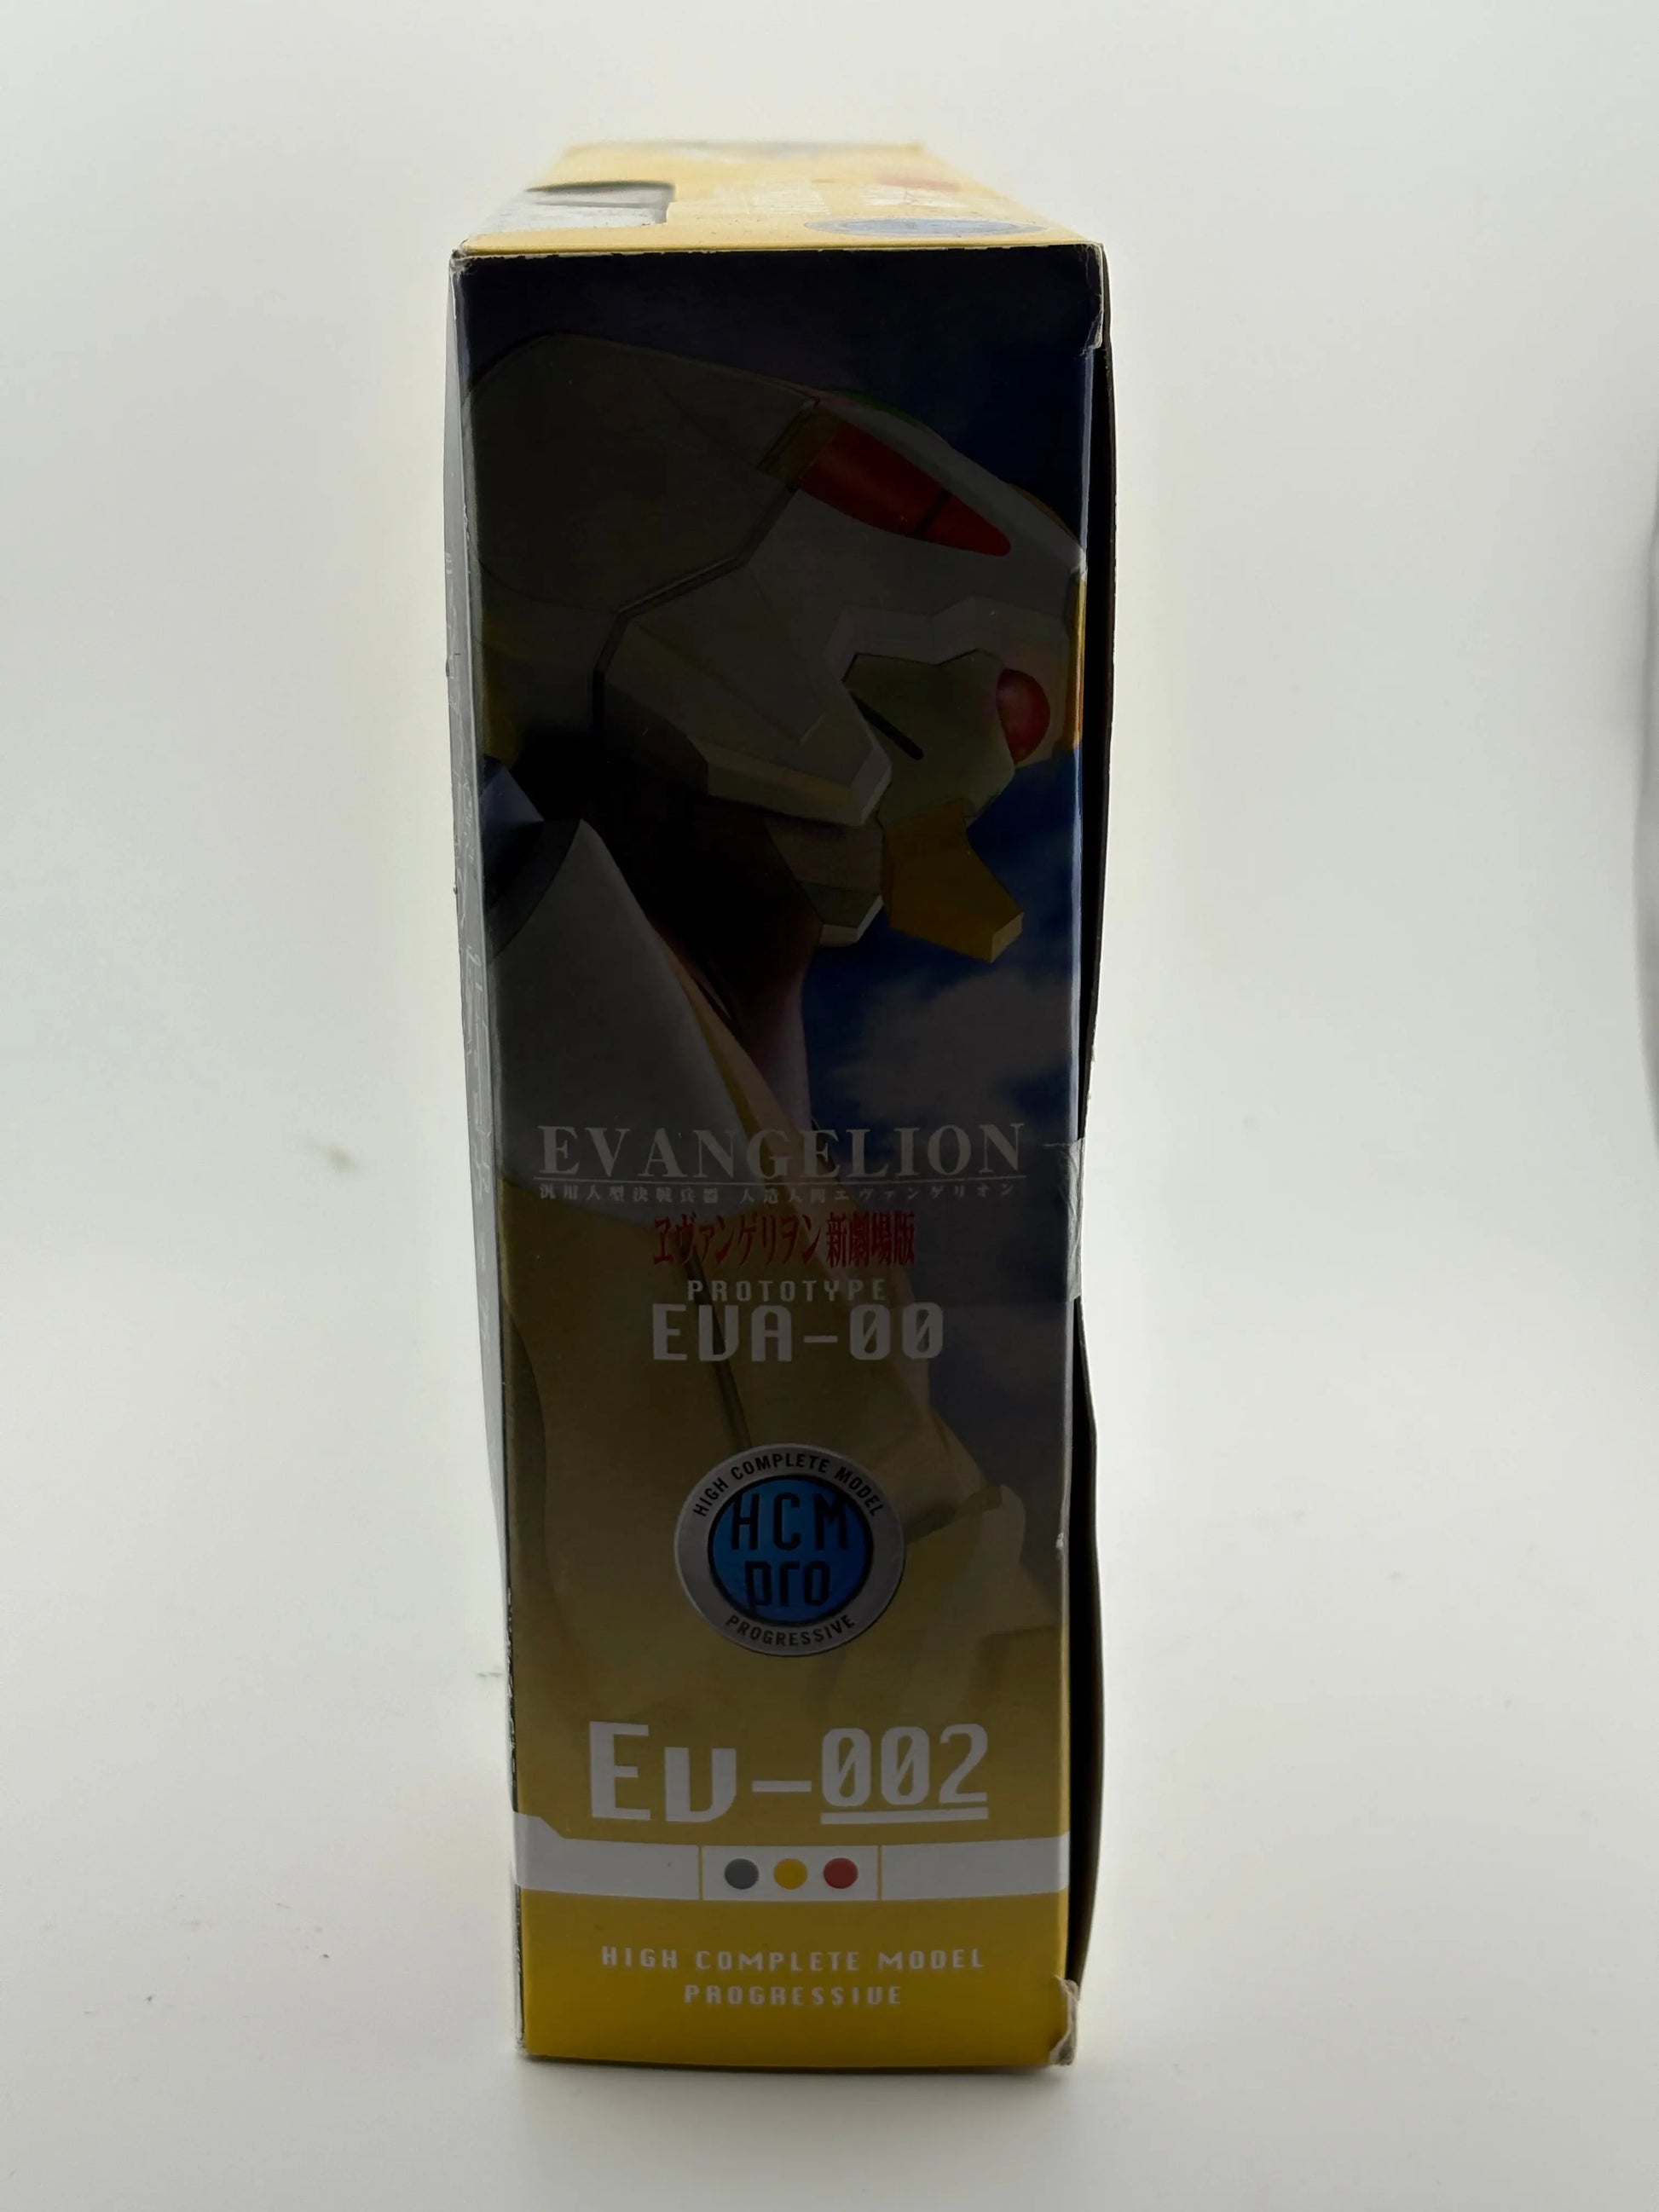 EVANGELION
汎用人型決戦兵器 人造人間エヴァンゲリオン
ヱヴァンゲリヲン新劇場版
PROTOTYPE
EVA-00
HIGH COMPLETE MODEL
HCM
pro
PROGRESSIVE
Ev-002
HIGH COMPLETE MODEL
PROGRESSIVE